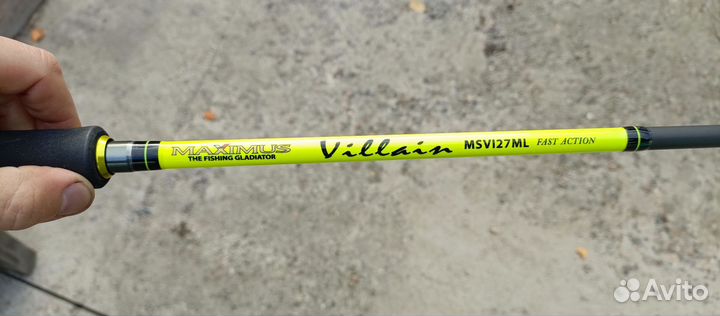 MAXIMUS
THE FISHING GLADIATOR
Villain
MSVI27ML
FAST ACTION
Avito